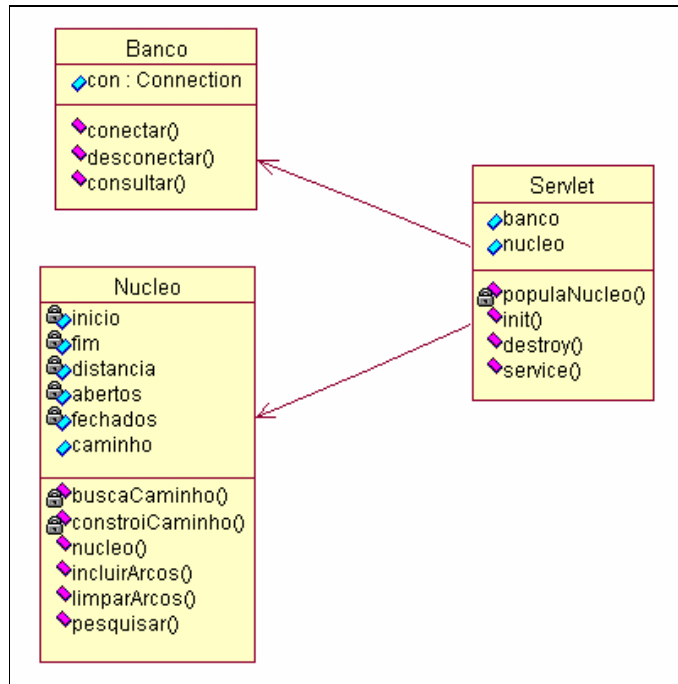 Banco
con : Connection
conectar()
desconectar()
consultar()
Servlet
banco
nucleo
populaNucleo()
init()
destroy()
service()
Nucleo
inicio
fim
distancia
abertos
fechados
caminho
buscaCaminho()
constroiCaminho()
nucleo()
incluirArcos()
limparArcos()
pesquisar()